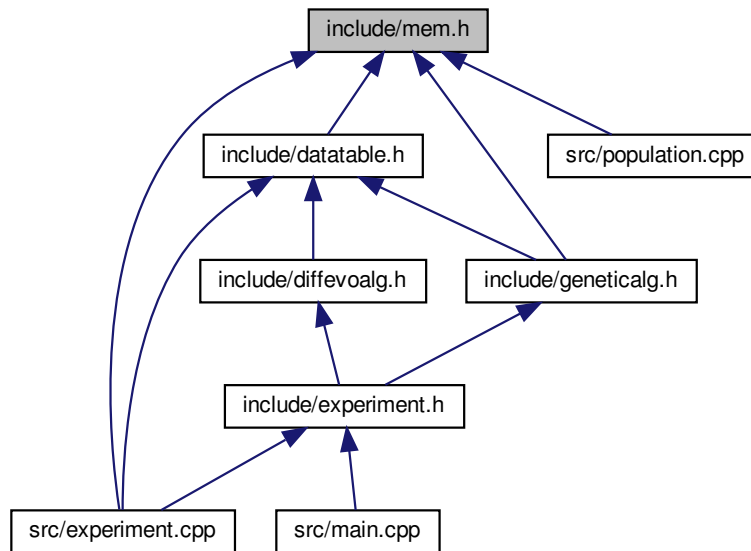 include/mem.h
include/datatable.h
src/population.cpp
include/diffevoalg.h
include/geneticalg.h
include/experiment.h
src/experiment.cpp
src/main.cpp